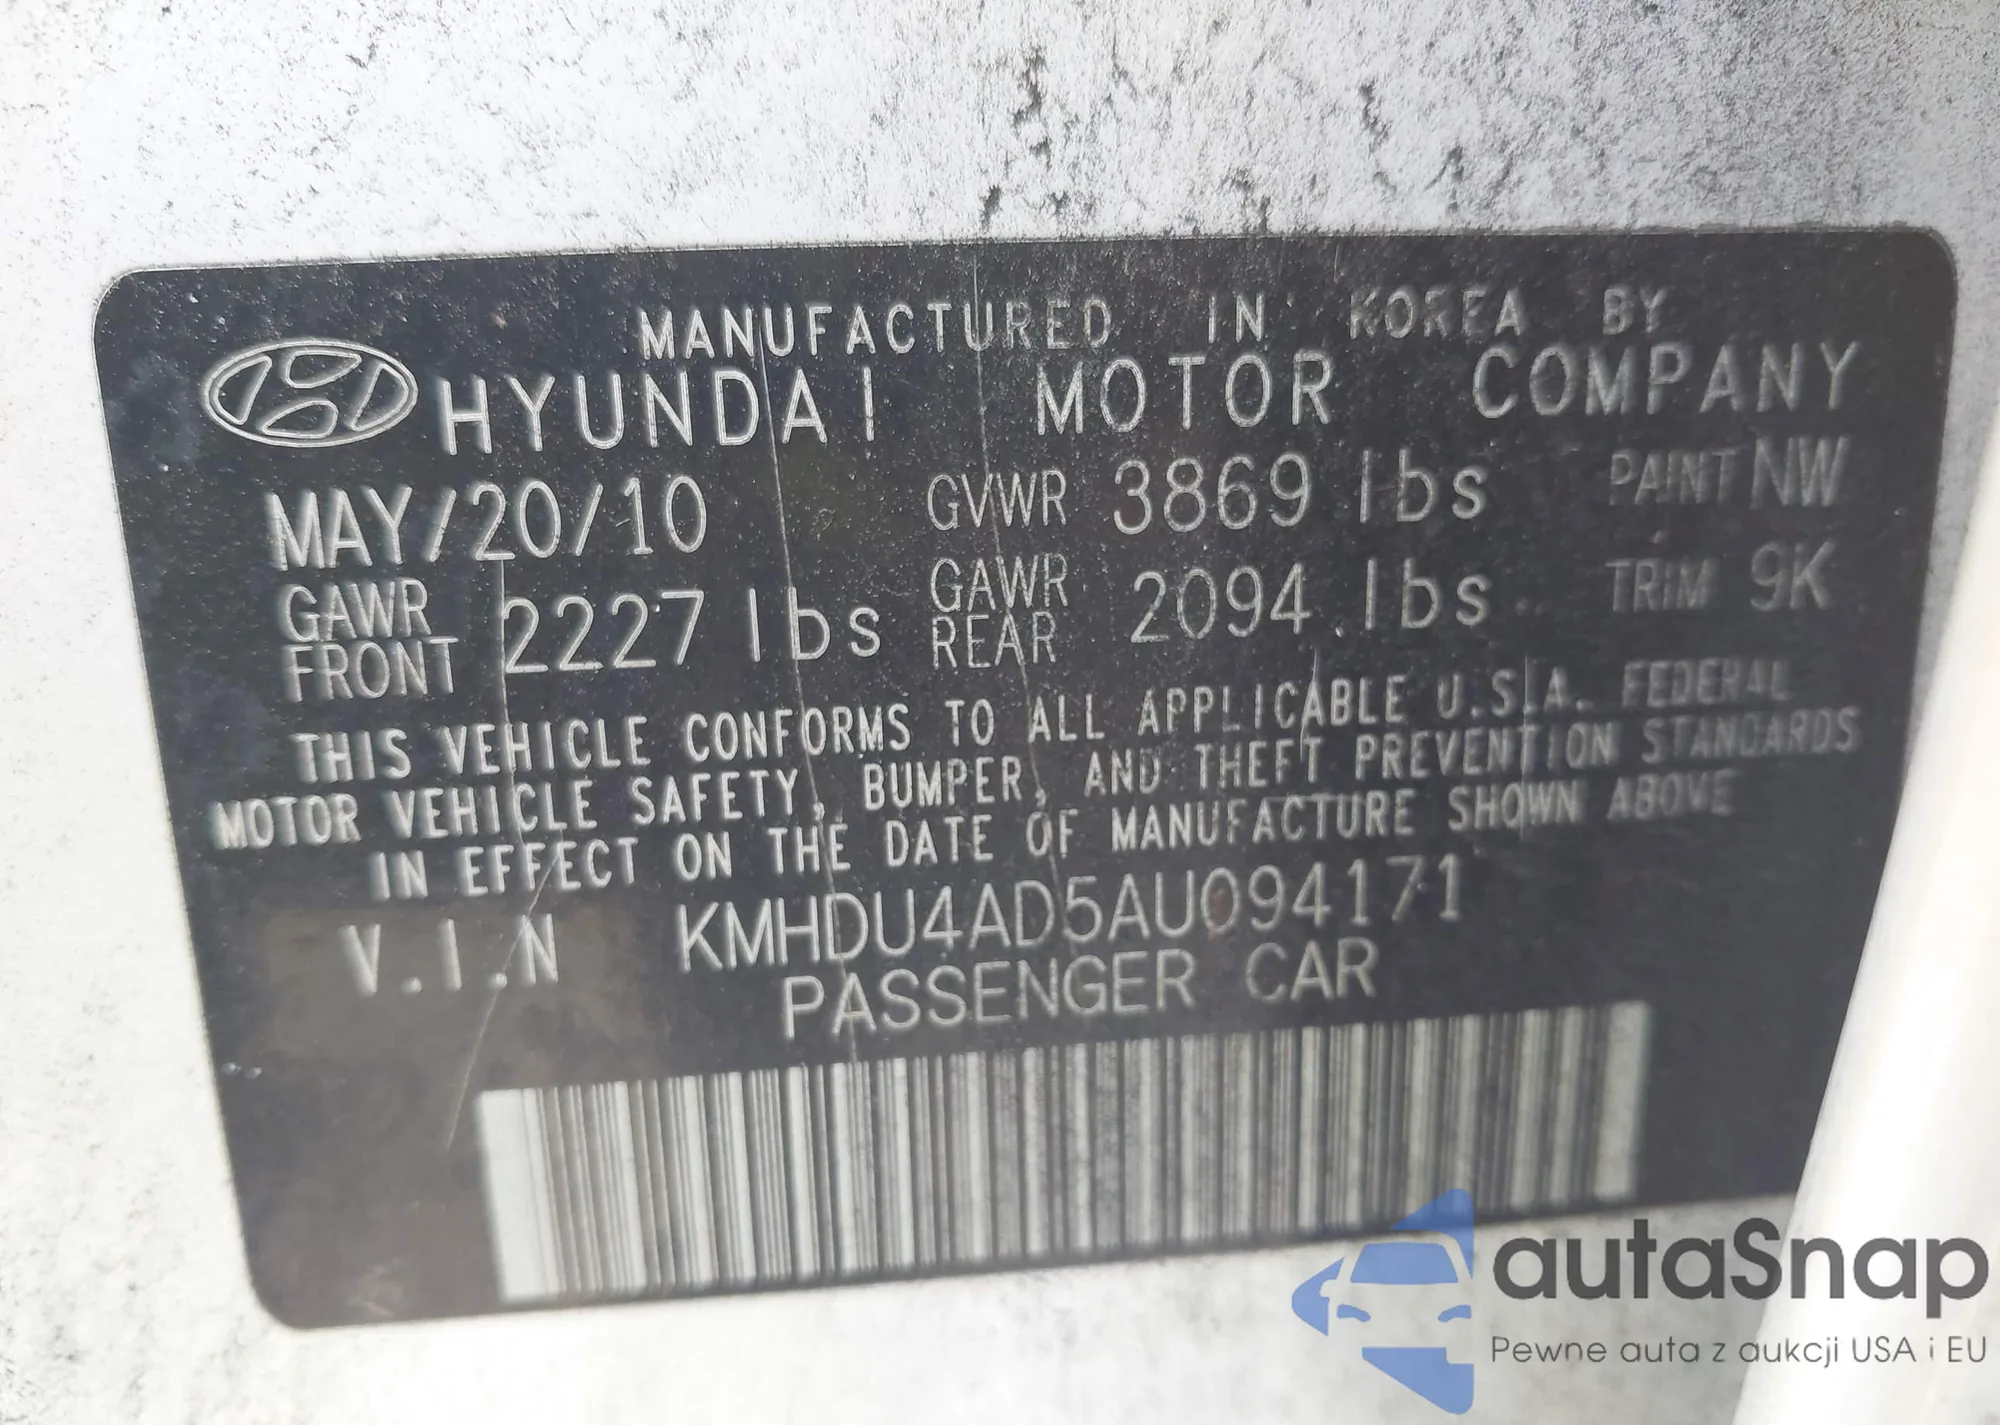 MANUFACTURED IN KOREA BY
HYUNDAI MOTOR COMPANY
MAY/20/10 GVWR 3869 lbs PAINT NW
GAWR FRONT 2227 lbs GAWR REAR 2094 lbs TRIM 9K
THIS VEHICLE CONFORMS TO ALL APPLICABLE U.S.A. FEDERAL
MOTOR VEHICLE SAFETY, BUMPER, AND THEFT PREVENTION STANDARDS
IN EFFECT ON THE DATE OF MANUFACTURE SHOWN ABOVE
V.I.N KMHDU4AD5AU094171
PASSENGER CAR
autaSnap
Pewne auta z aukcji USA i EU